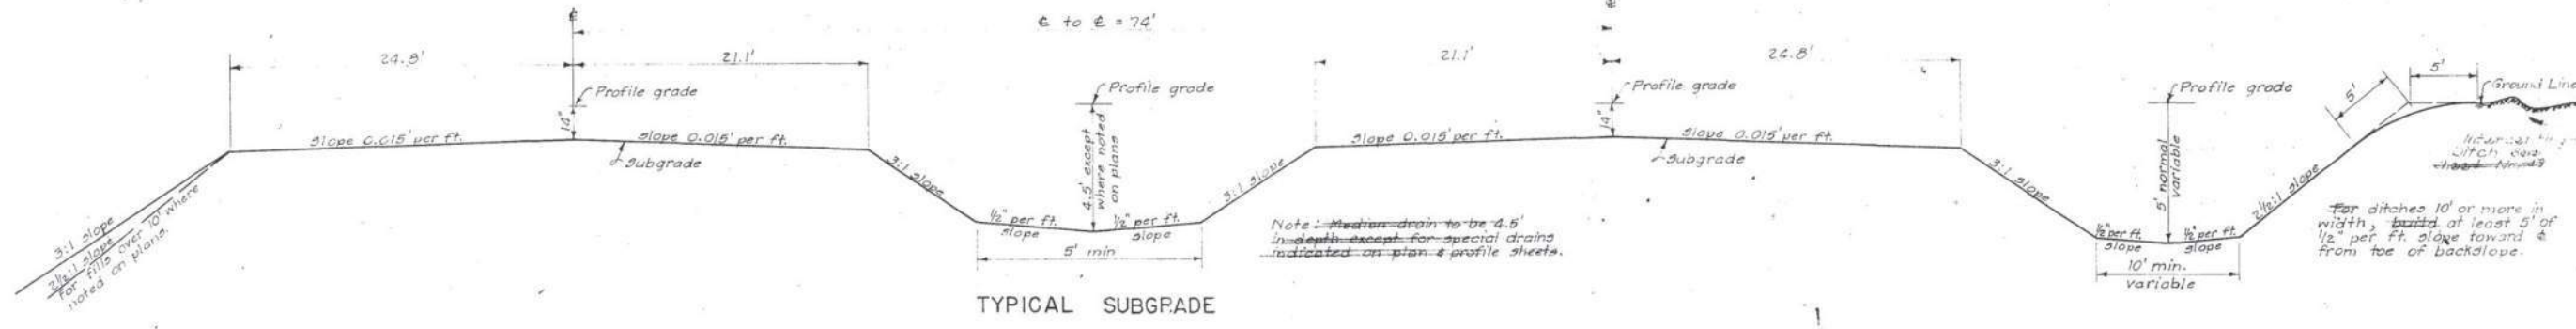 ℄
℄ to ℄ = 74'
℄
24.8'
21.1'
21.1'
24.8'
5'
5'
Profile grade
Profile grade
Profile grade
Profile grade
Ground Line
14"
14"
slope 0.015' per ft.
slope 0.015' per ft.
slope 0.015' per ft.
slope 0.015' per ft.
Subgrade
Subgrade
4.5' except
where noted
on plans
5' normal
variable
3:1 slope
3:1 slope
3:1 slope
2½:1 slope
3:1 slope
2½:1 slope
for fills over 10' where
noted on plans.
½" per ft.
slope
½" per ft.
slope
5' min
½" per ft.
slope
½" per ft.
slope
10' min.
variable
Ditch
Note: Median drain to be 4.5'
in depth except for special drains
indicated on plan & profile sheets.
For ditches 10' or more in
width, build at least 5' of
½" per ft. slope toward ℄
from toe of backslope.
TYPICAL SUBGRADE